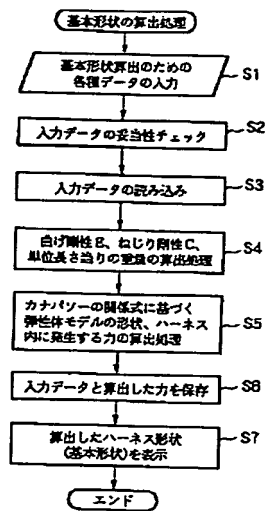 基本形状の算出処理
基本形状算出のための
各種データの入力
S1
入力データの妥当性チェック
S2
入力データの読み込み
S3
曲げ剛性B、ねじり剛性C、
単位長さ当りの重量の算出処理
S4
カナパソーの関係式に基づく
弾性体モデルの形状、ハーネス
内に発生する力の算出処理
S5
入力データと算出した力を保存
S6
算出したハーネス形状
(基本形状)を表示
S7
エンド